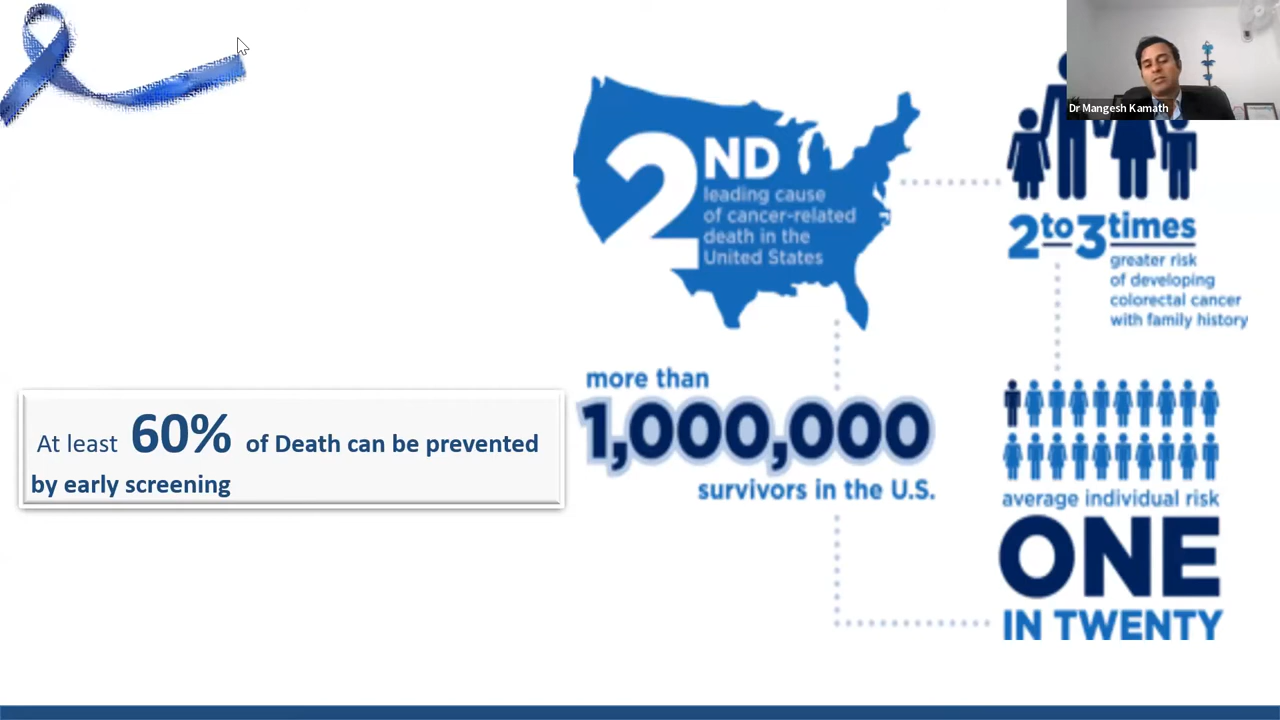 2ND
leading cause
of cancer-related
death in the
United States
Dr Mangesh Kamath
2 to 3 times
greater risk
of developing
colorectal cancer
with family history
At least 60% of Death can be prevented
by early screening
more than
1,000,000
survivors in the U.S.
average individual risk
ONE
IN TWENTY